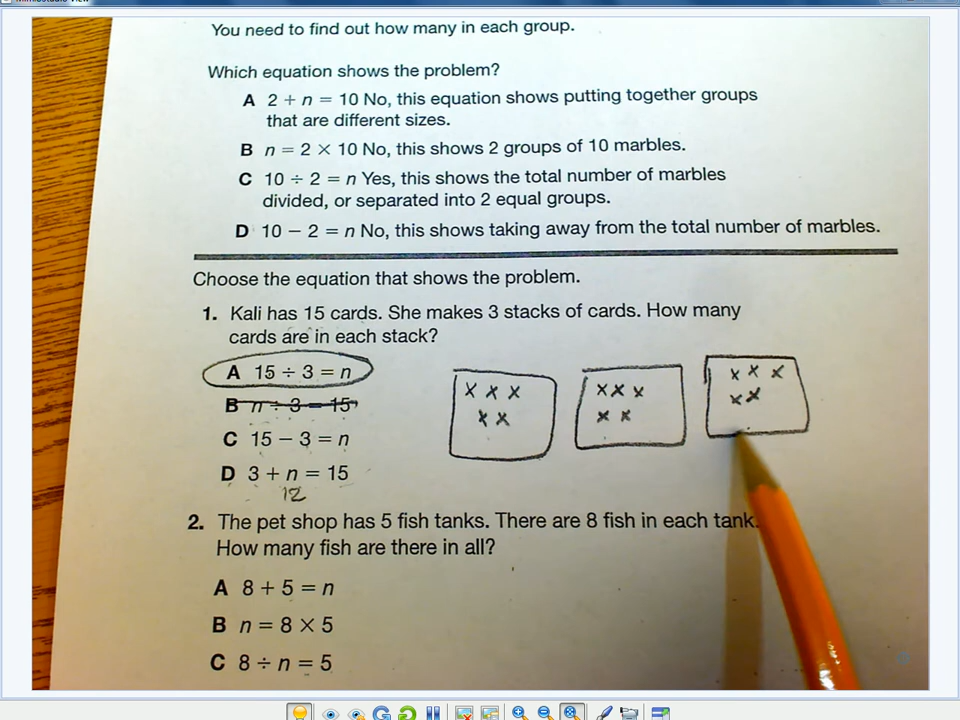 You need to find out how many in each group.
Which equation shows the problem?
A 2 + n = 10 No, this equation shows putting together groups
that are different sizes.
B n = 2 × 10 No, this shows 2 groups of 10 marbles.
C 10 ÷ 2 = n Yes, this shows the total number of marbles
divided, or separated into 2 equal groups.
D 10 − 2 = n No, this shows taking away from the total number of marbles.
Choose the equation that shows the problem.
1. Kali has 15 cards. She makes 3 stacks of cards. How many
cards are in each stack?
A 15 ÷ 3 = n
B n ÷ 3 = 15
C 15 − 3 = n
D 3 + n = 15
12
x x x
x x
x x x
x x
x x x
x x
2. The pet shop has 5 fish tanks. There are 8 fish in each tank.
How many fish are there in all?
A 8 + 5 = n
B n = 8 × 5
C 8 ÷ n = 5